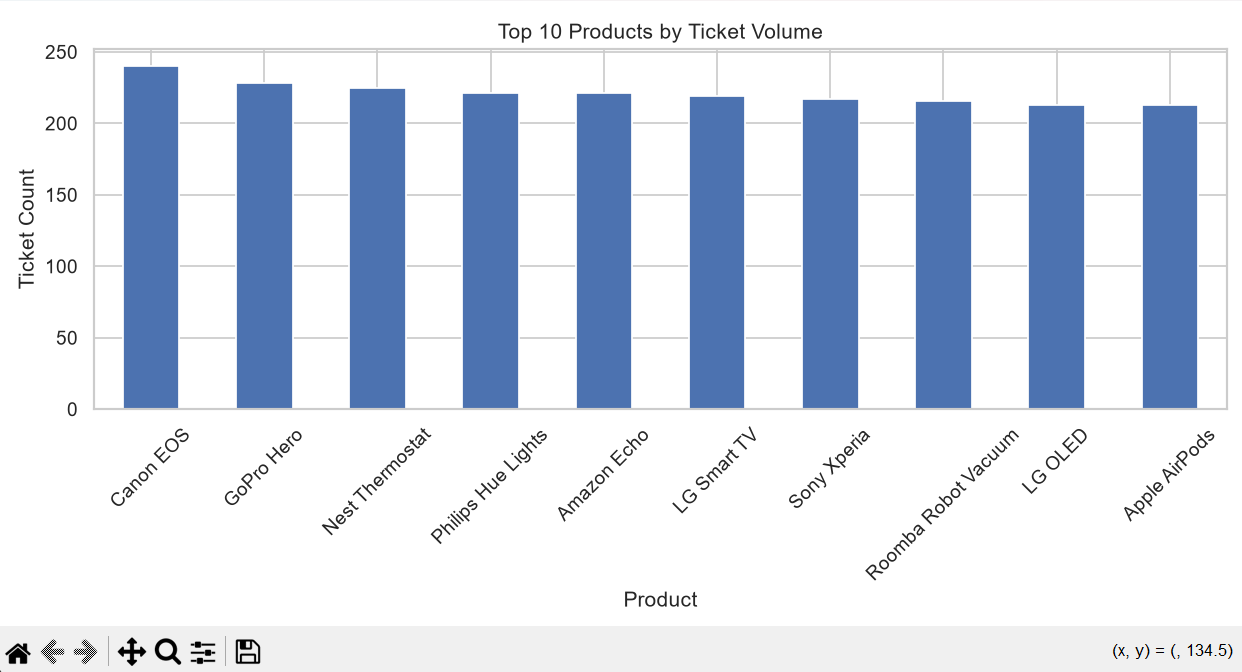 Top 10 Products by Ticket Volume
Ticket Count
250
200
150
100
50
0
Canon EOS
GoPro Hero
Nest Thermostat
Philips Hue Lights
Amazon Echo
LG Smart TV
Sony Xperia
Roomba Robot Vacuum
LG OLED
Apple AirPods
Product
(x, y) = (, 134.5)